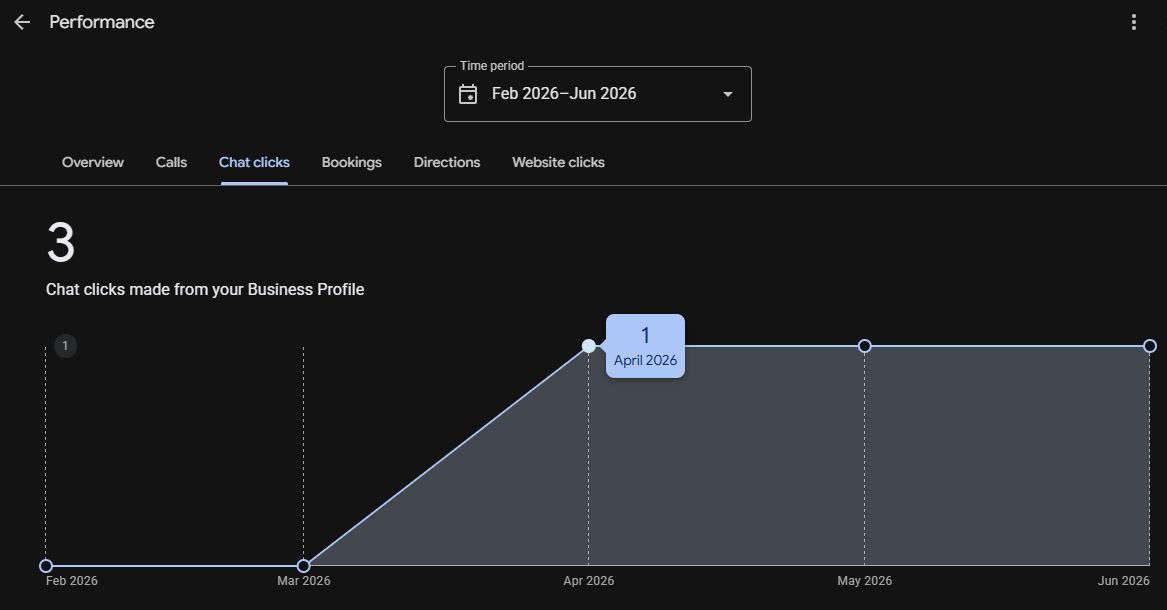 Performance
Time period
Feb 2026–Jun 2026
Overview Calls Chat clicks Bookings Directions Website clicks
3
Chat clicks made from your Business Profile
1
1
April 2026
Feb 2026 Mar 2026 Apr 2026 May 2026 Jun 2026